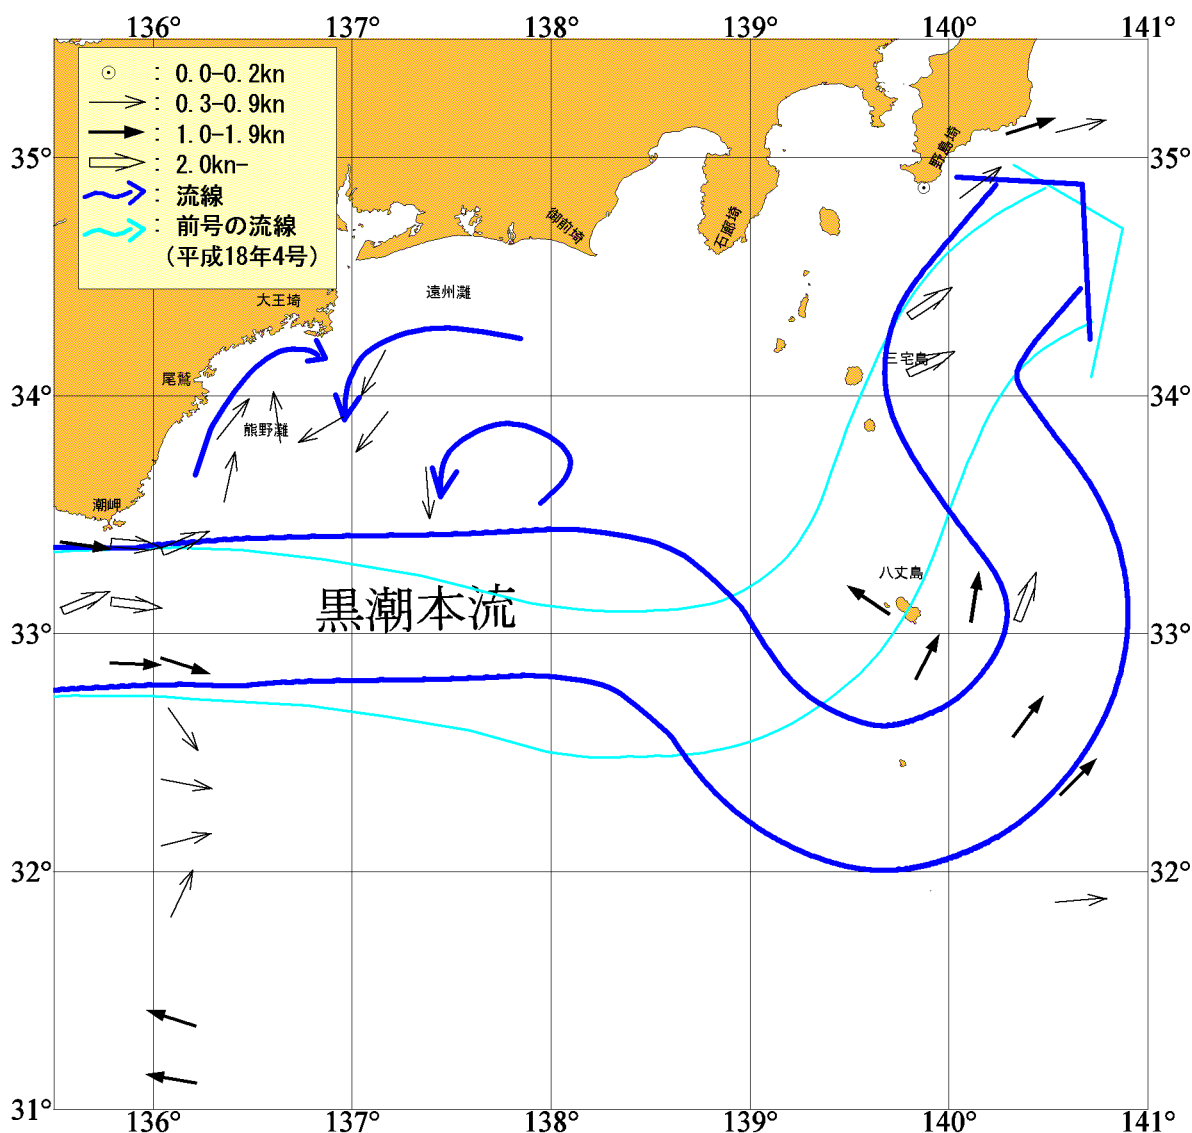 136° 137° 138° 139° 140° 141°
: 0.0-0.2kn
: 0.3-0.9kn
: 1.0-1.9kn
: 2.0kn-
: 流線
: 前号の流線
(平成18年4号)
35° 35°
野島埼
石廊埼
御前埼
遠州灘
大王埼
尾鷲
三宅島
34° 34°
熊野灘
潮岬
八丈島
黒潮本流
33° 33°
32° 32°
31° 31°
136° 137° 138° 139° 140° 141°